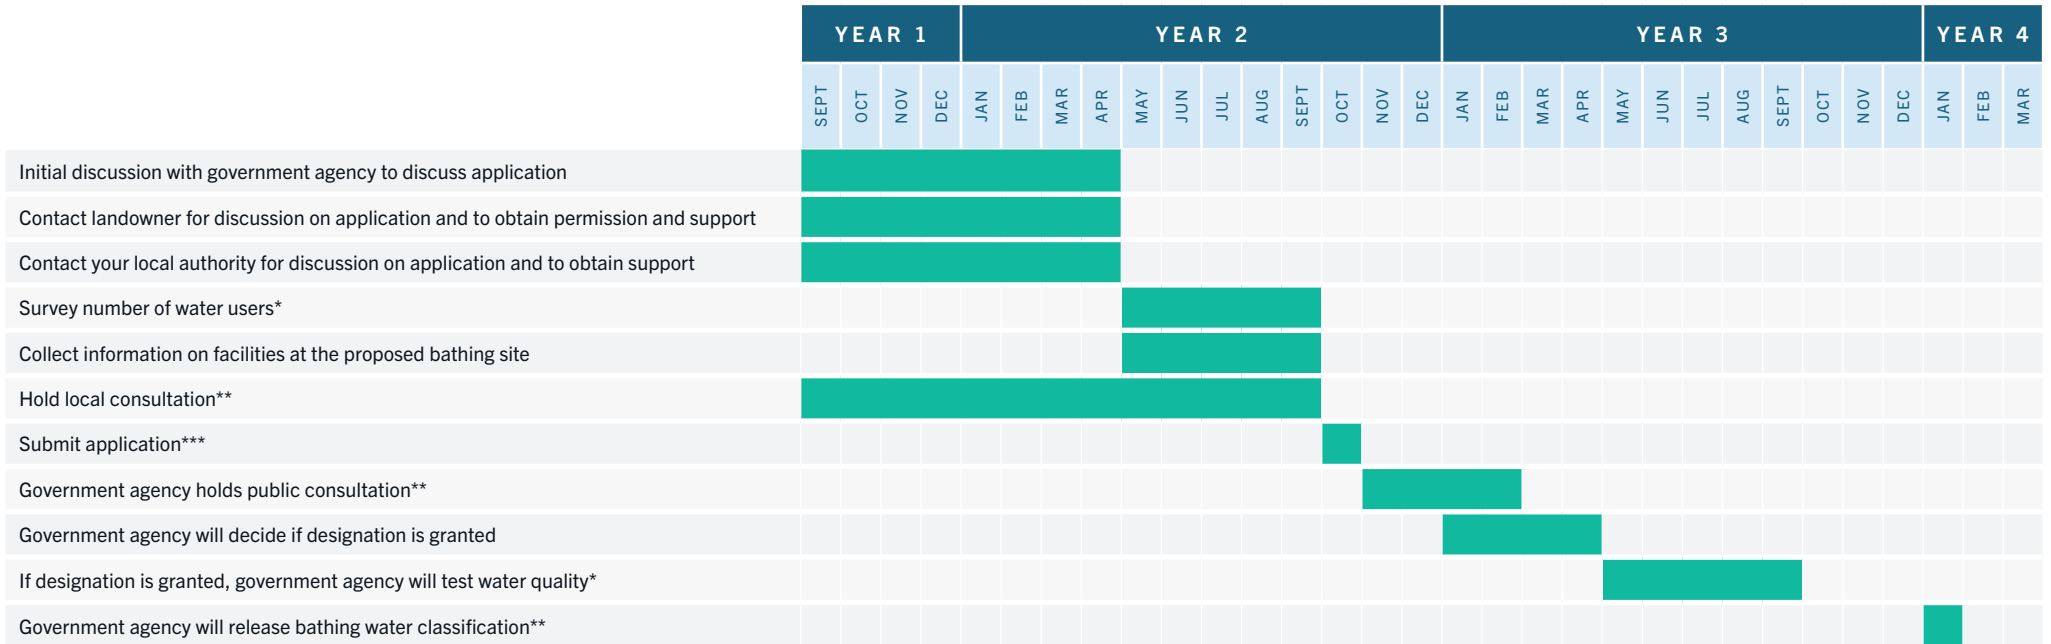 YEAR 1 YEAR 2 YEAR 3 YEAR 4
SEPT OCT NOV DEC JAN FEB MAR APR MAY JUN JUL AUG SEPT OCT NOV DEC JAN FEB MAR APR MAY JUN JUL AUG SEPT OCT NOV DEC JAN FEB MAR
Initial discussion with government agency to discuss application
Contact landowner for discussion on application and to obtain permission and support
Contact your local authority for discussion on application and to obtain support
Survey number of water users*
Collect information on facilities at the proposed bathing site
Hold local consultation**
Submit application***
Government agency holds public consultation**
Government agency will decide if designation is granted
If designation is granted, government agency will test water quality*
Government agency will release bathing water classification**